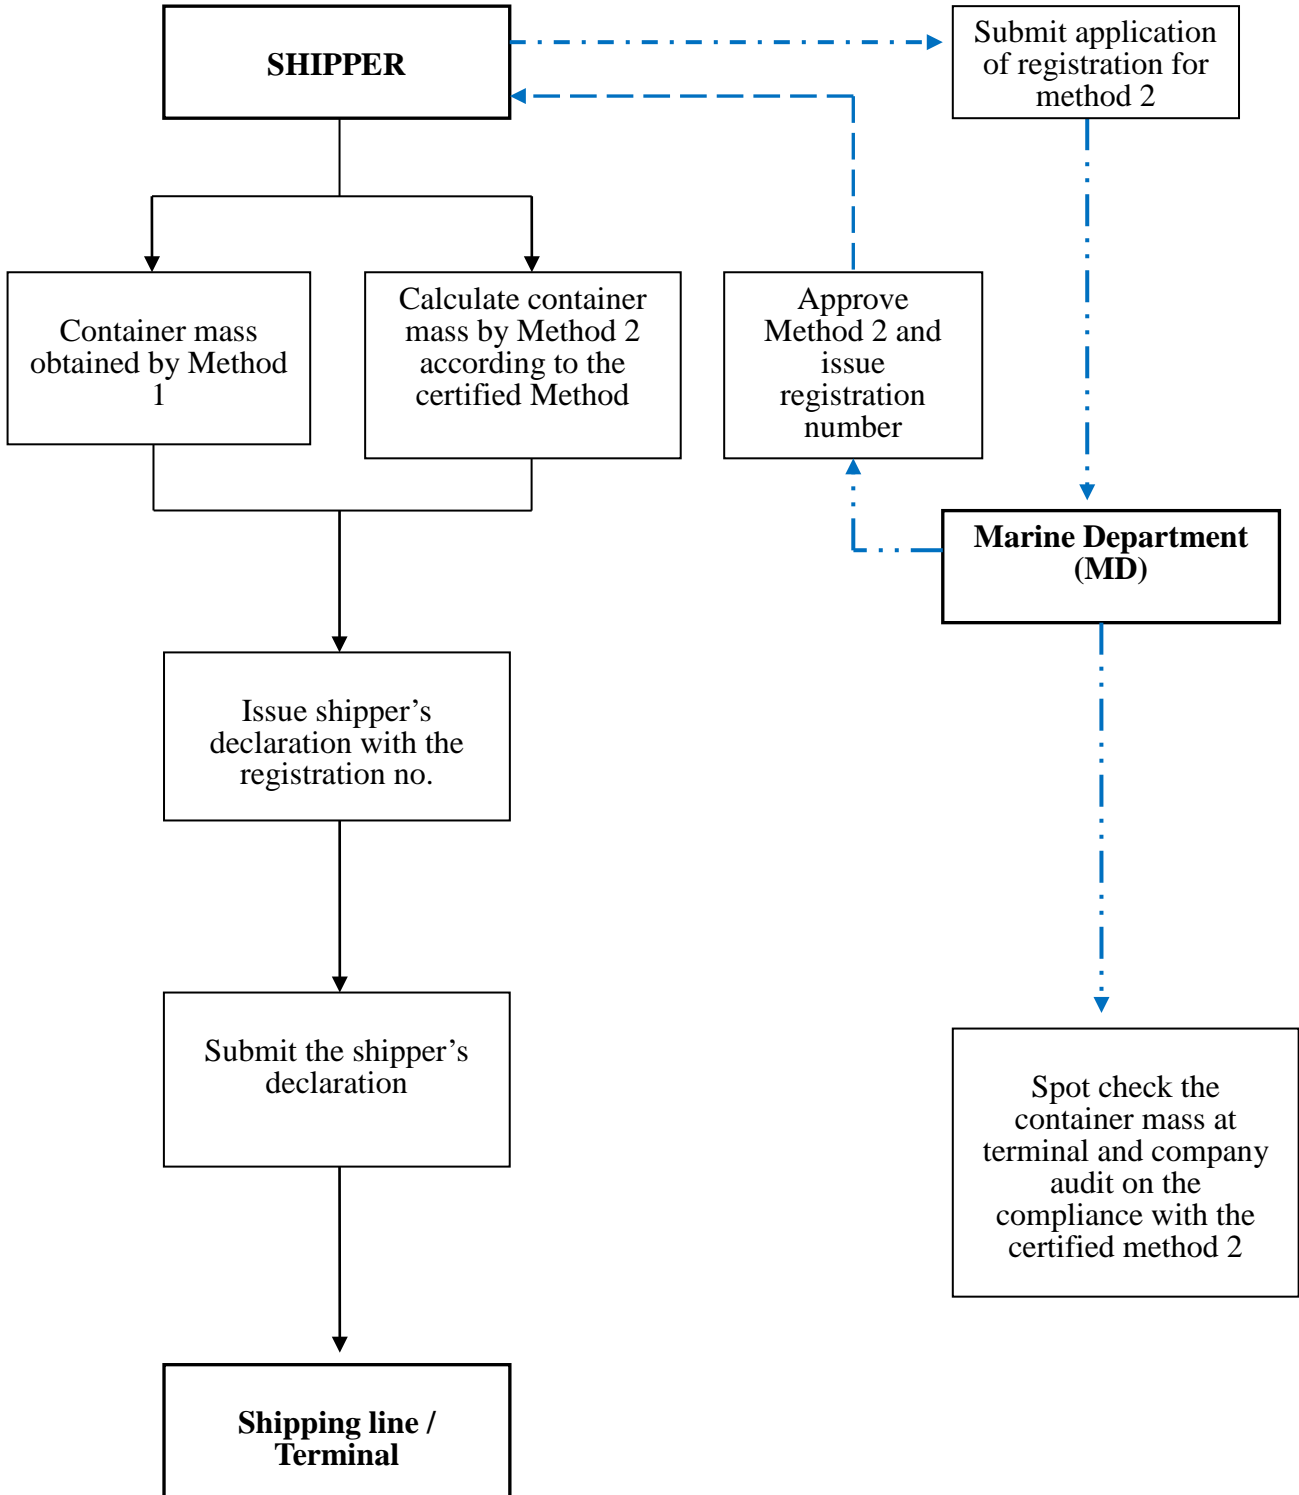 SHIPPER
Submit application
of registration for
method 2
Container mass
obtained by Method
1
Calculate container
mass by Method 2
according to the
certified Method
Approve
Method 2 and
issue
registration
number
Marine Department
(MD)
Issue shipper’s
declaration with the
registration no.
Submit the shipper’s
declaration
Spot check the
container mass at
terminal and company
audit on the
compliance with the
certified method 2
Shipping line /
Terminal